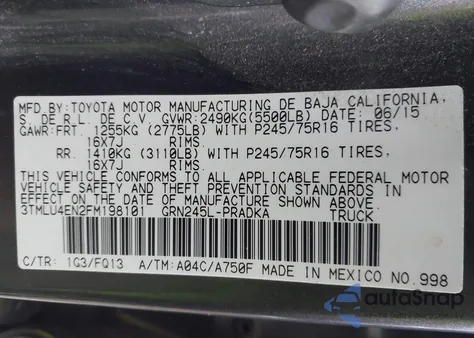 MFD. BY: TOYOTA MOTOR MANUFACTURING DE BAJA CALIFORNIA,
S. DE R.L. DE C.V. GVWR: 2490KG(5500LB) DATE: 06/15
GAWR: FRT. 1255KG (2775LB) WITH P245/75R16 TIRES,
16X7J RIMS.
RR. 1410KG (3110LB) WITH P245/75R16 TIRES,
16X7J RIMS.
THIS VEHICLE CONFORMS TO ALL APPLICABLE FEDERAL MOTOR
VEHICLE SAFETY AND THEFT PREVENTION STANDARDS IN
EFFECT ON THE DATE OF MANUFACTURE SHOWN ABOVE.
3TMLU4EN2FM198101 GRN245L-PRADKA TRUCK
C/TR: 1G3/FQ13 A/TM: A04C/A750F MADE IN MEXICO NO.998
autoSnap